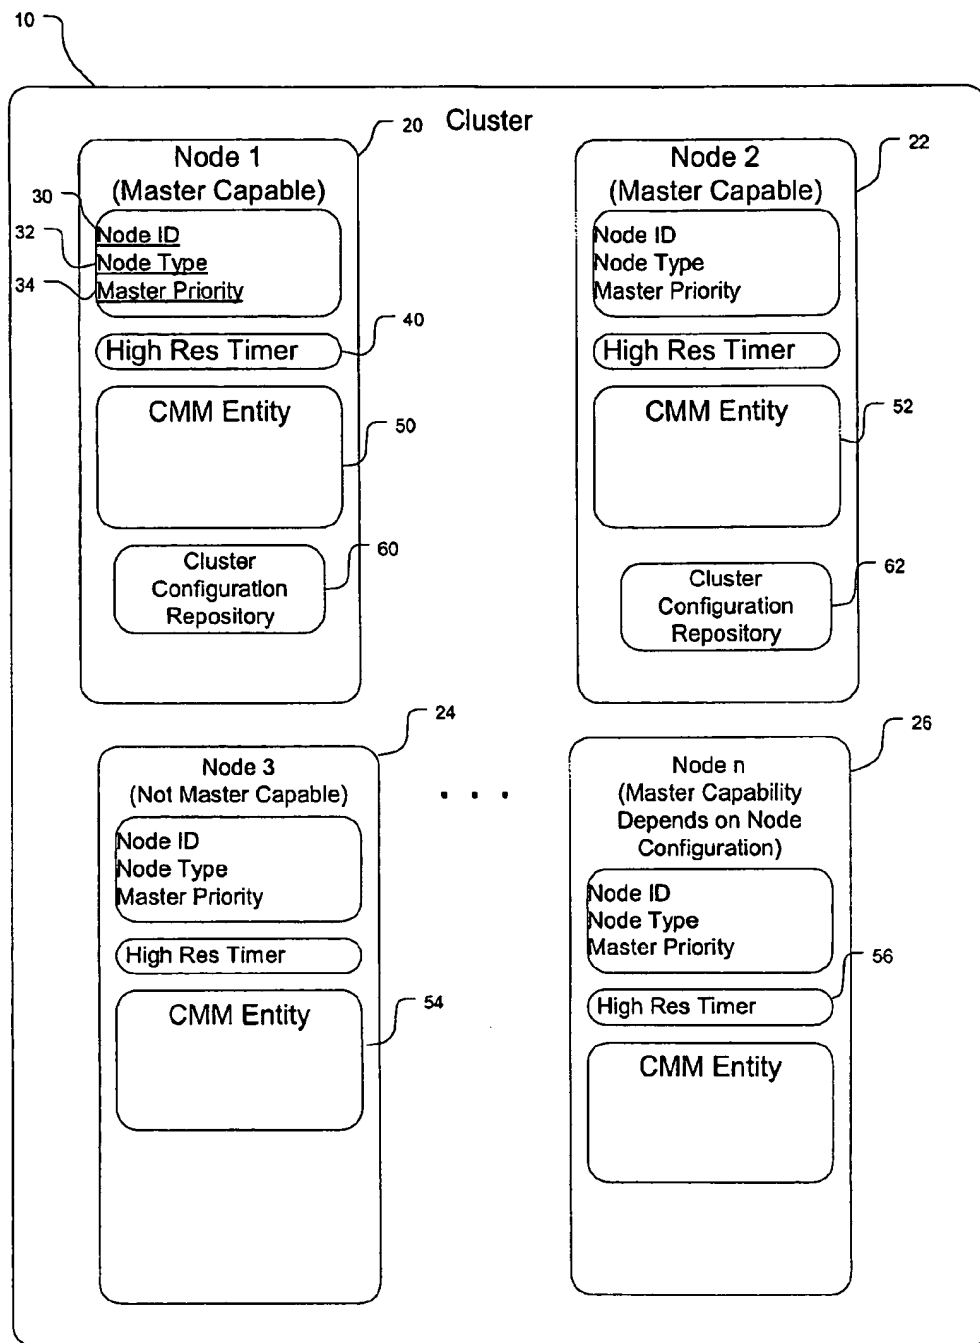 10
Cluster
20
Node 1
(Master Capable)
30
Node ID
32
Node Type
34
Master Priority
40
High Res Timer
CMM Entity
50
60
Cluster
Configuration
Repository
22
Node 2
(Master Capable)
Node ID
Node Type
Master Priority
High Res Timer
CMM Entity
52
62
Cluster
Configuration
Repository
24
Node 3
(Not Master Capable)
Node ID
Node Type
Master Priority
High Res Timer
CMM Entity
54
. . .
26
Node n
(Master Capability
Depends on Node
Configuration)
Node ID
Node Type
Master Priority
56
High Res Timer
CMM Entity